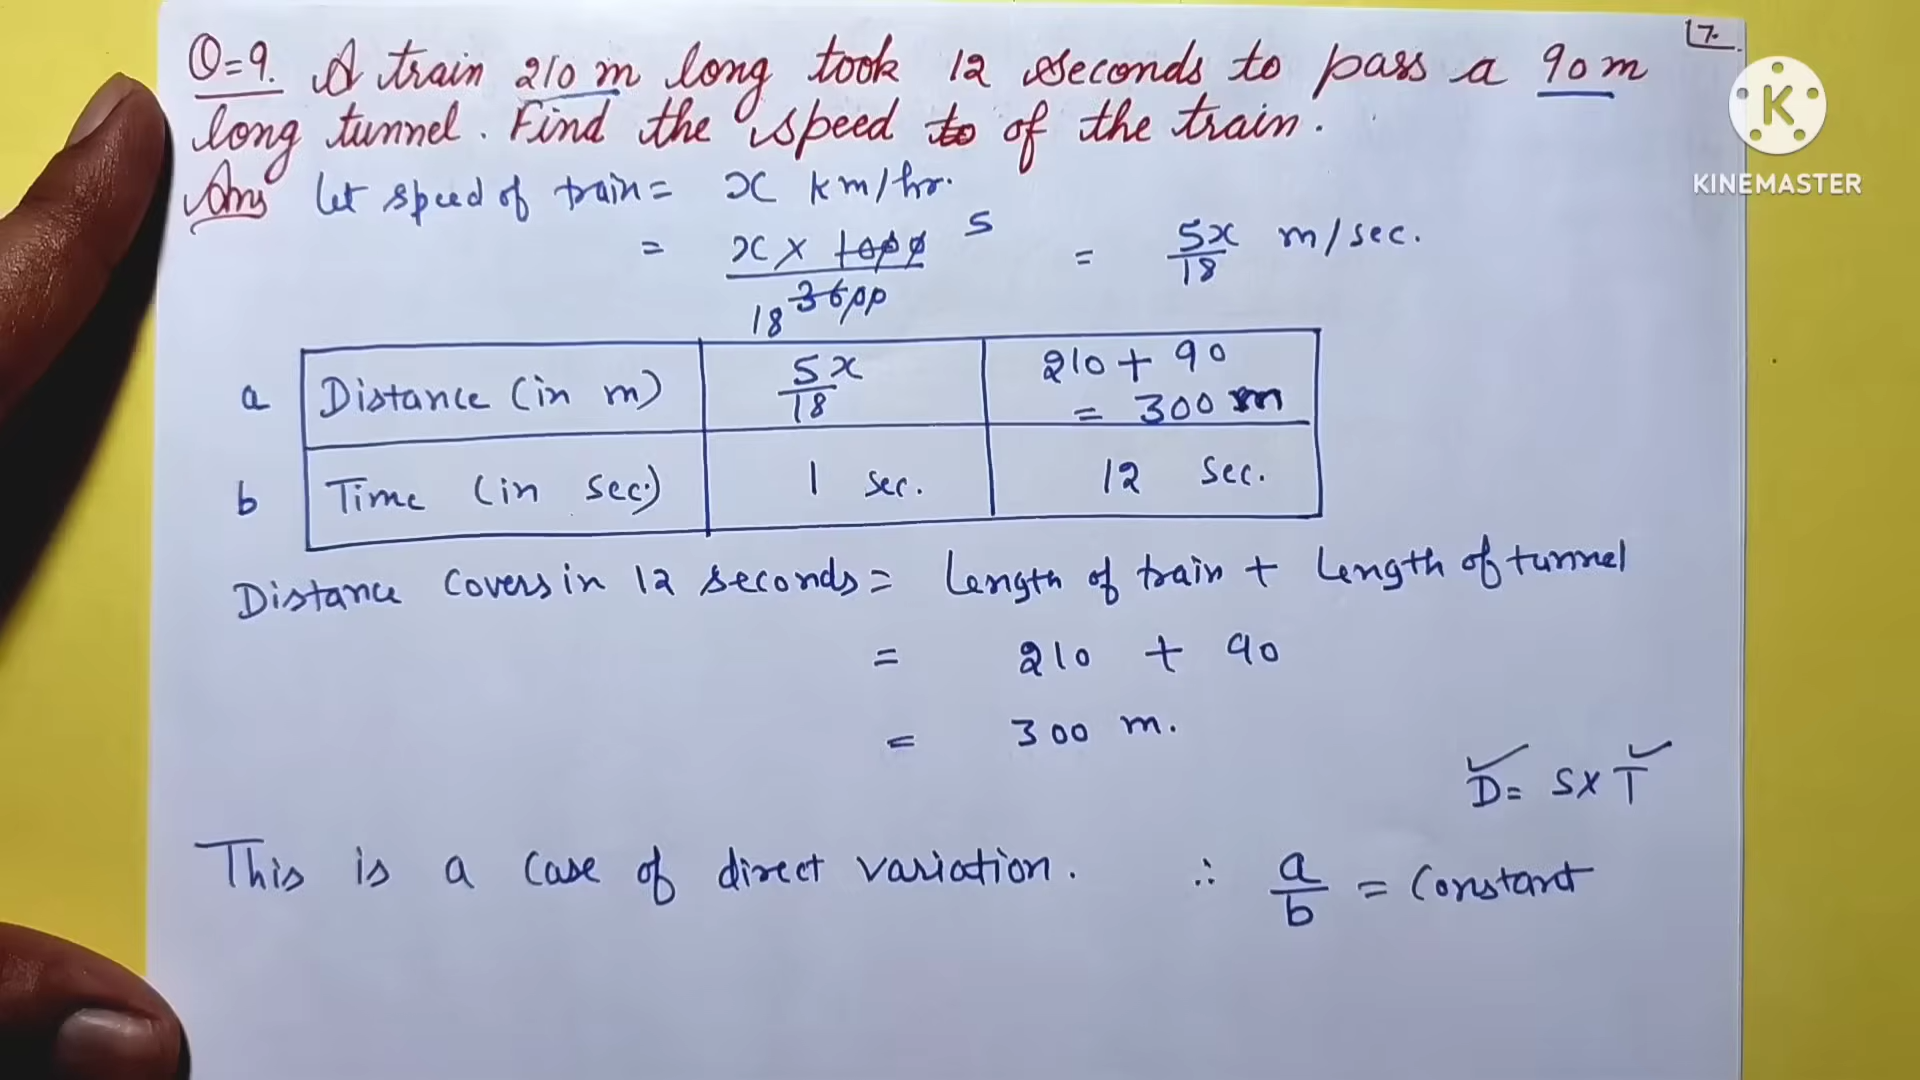 7.
Q=9. A train 210 m long took 12 seconds to pass a 90 m
long tunnel. Find the speed to of the train.
K
KINEMASTER
Ans let speed of train = x km/hr.
= x × 1000 5 / 18 3600 = 5x/18 m/sec.
a Distance (in m) 5x/18 210 + 90
= 300 m
b Time (in sec.) 1 sec. 12 sec.
Distance covers in 12 seconds = length of train + length of tunnel
= 210 + 90
= 300 m.
D = S × T
This is a case of direct variation. ∴ a/b = constant